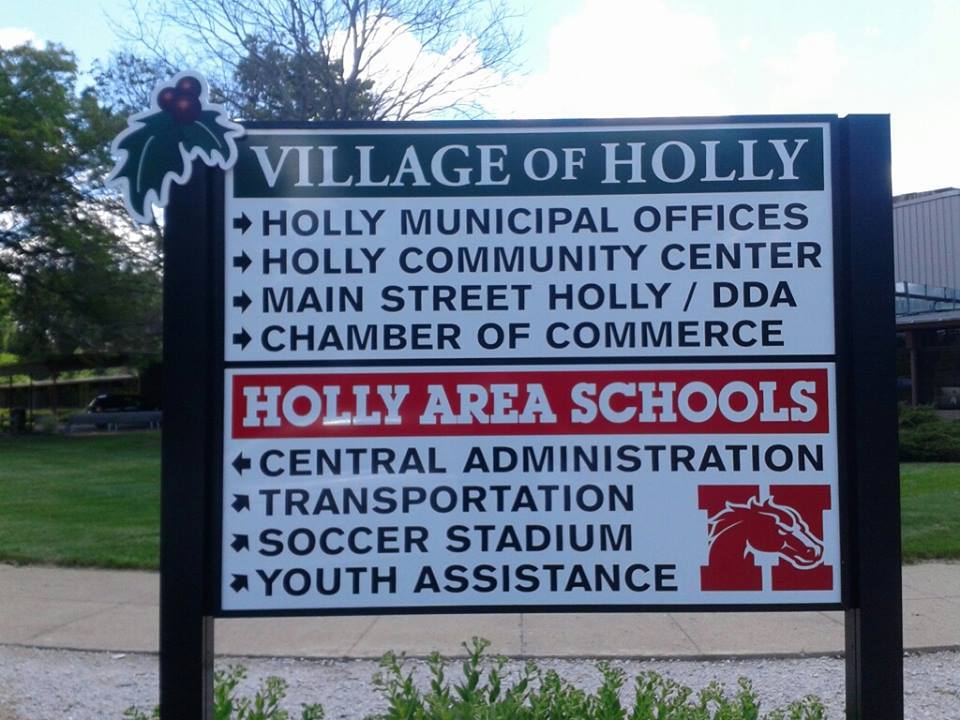 VILLAGE OF HOLLY
→ HOLLY MUNICIPAL OFFICES
→ HOLLY COMMUNITY CENTER
→ MAIN STREET HOLLY / DDA
→ CHAMBER OF COMMERCE
HOLLY AREA SCHOOLS
← CENTRAL ADMINISTRATION
↗ TRANSPORTATION
↗ SOCCER STADIUM
↗ YOUTH ASSISTANCE
H